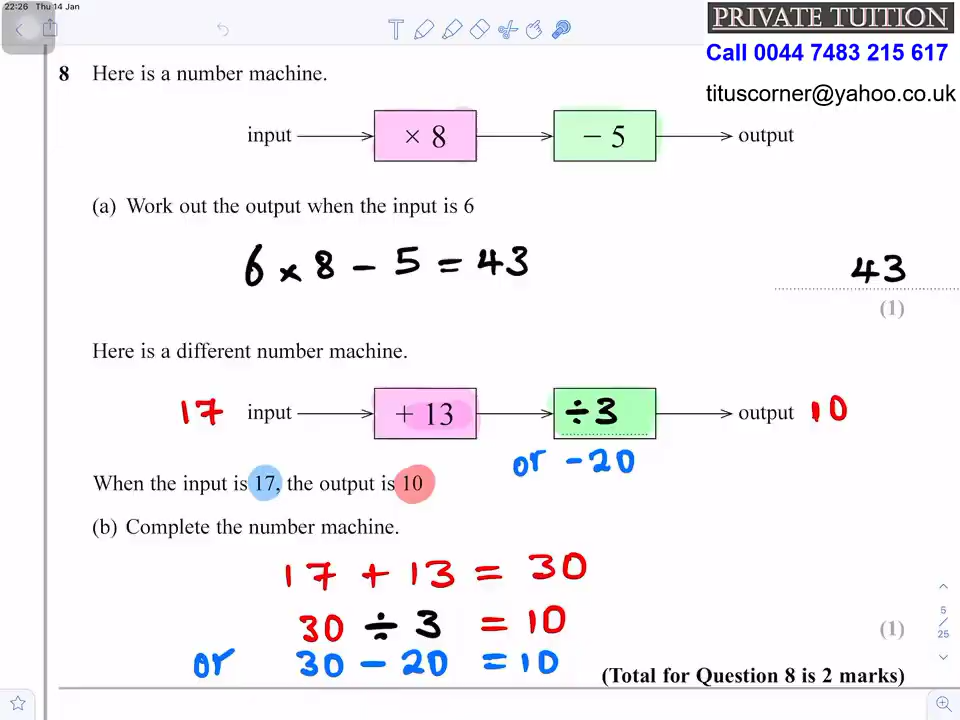 22:26 Thu 14 Jan
PRIVATE TUITION
Call 0044 7483 215 617
tituscorner@yahoo.co.uk
8 Here is a number machine.
input × 8 − 5 output
(a) Work out the output when the input is 6
6 × 8 − 5 = 43
43
(1)
Here is a different number machine.
17 input + 13 ÷3 output 10
or −20
When the input is 17, the output is 10
(b) Complete the number machine.
17 + 13 = 30
30 ÷ 3 = 10
(1)
or 30 − 20 = 10
(Total for Question 8 is 2 marks)
5
/
25